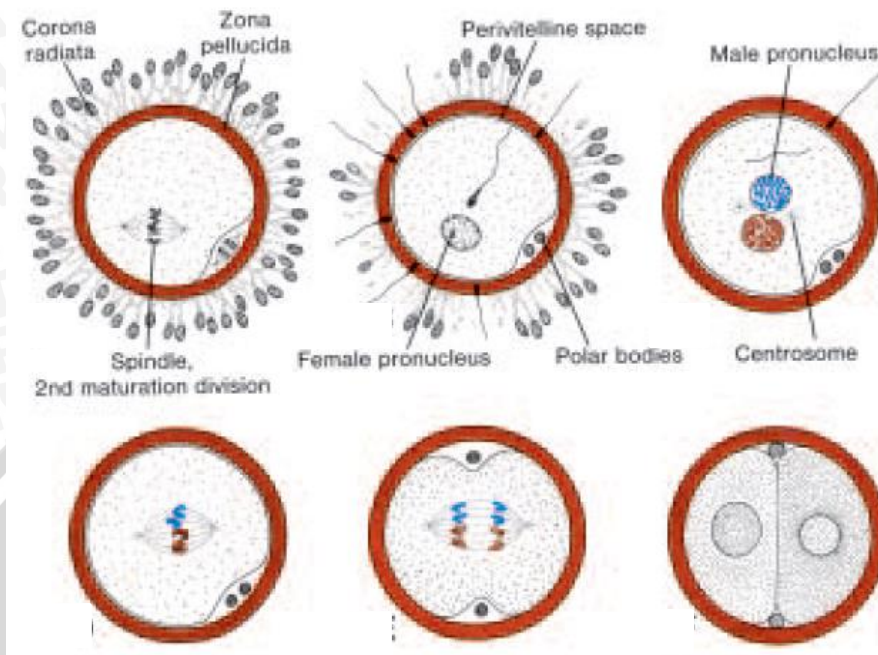 Corona
radiata
Zona
pellucida
Perivitelline space
Male pronucleus
Spindle,
2nd maturation division
Female pronucleus
Polar bodies
Centrosome